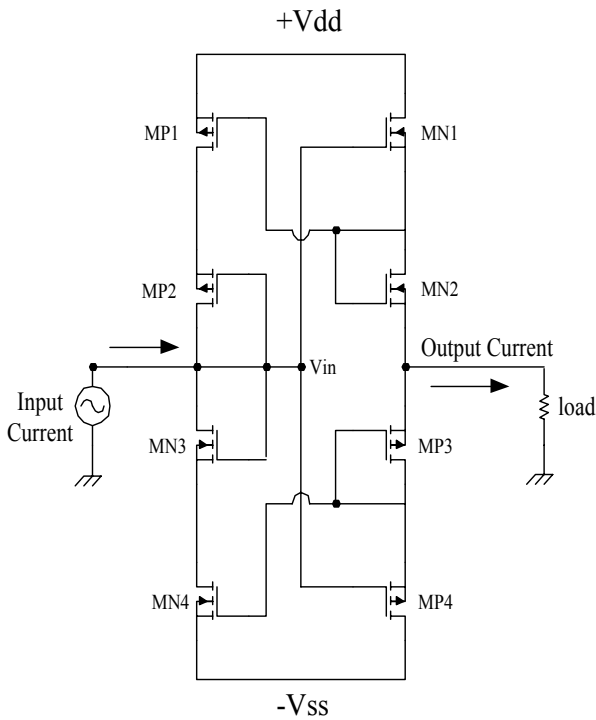 +Vdd
MP1
MN1
MP2
MN2
Output Current
Vin
Input
Current
load
MN3
MP3
MN4
MP4
-Vss